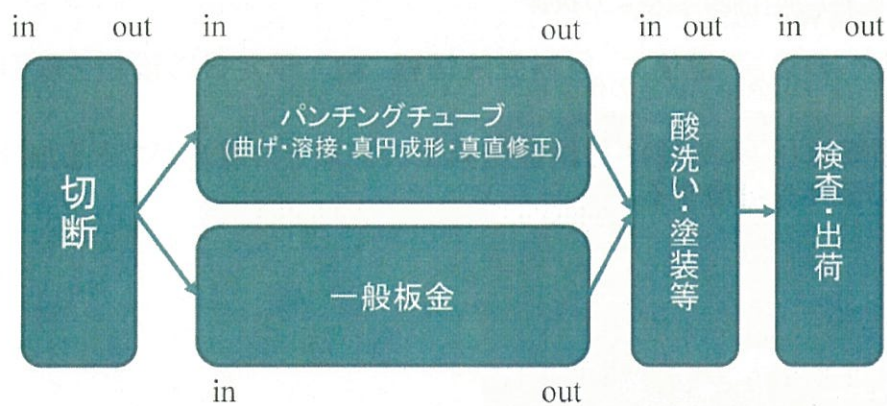 in out in out in out in out
切断
パンチングチューブ
(曲げ・溶接・真円成形・真直修正)
一般板金
酸洗い・塗装等
検査・出荷
in out